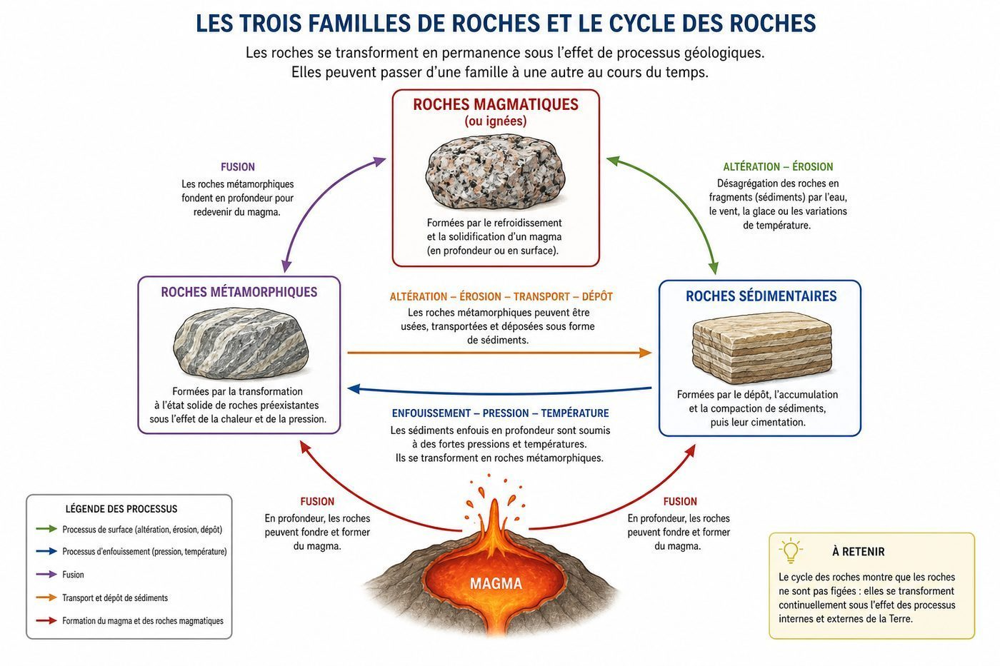 LES TROIS FAMILLES DE ROCHES ET LE CYCLE DES ROCHES
Les roches se transforment en permanence sous l'effet de processus géologiques.
Elles peuvent passer d'une famille à une autre au cours du temps.
ROCHES MAGMATIQUES
(ou ignées)
Formées par le refroidissement
et la solidification d'un magma
(en profondeur ou en surface).
FUSION
Les roches métamorphiques
fondent en profondeur pour
redevenir du magma.
ALTÉRATION – ÉROSION
Désagrégation des roches en
fragments (sédiments) par l'eau,
le vent, la glace ou les variations
de température.
ROCHES MÉTAMORPHIQUES
Formées par la transformation
à l'état solide de roches préexistantes
sous l'effet de la chaleur et de la pression.
ALTÉRATION – ÉROSION – TRANSPORT – DÉPÔT
Les roches métamorphiques peuvent être
usées, transportées et déposées sous forme
de sédiments.
ROCHES SÉDIMENTAIRES
Formées par le dépôt, l'accumulation
et la compaction de sédiments,
puis leur cimentation.
ENFOUISSEMENT – PRESSION – TEMPÉRATURE
Les sédiments enfouis en profondeur sont soumis
à des fortes pressions et températures.
Ils se transforment en roches métamorphiques.
FUSION
En profondeur, les roches
peuvent fondre et former
du magma.
FUSION
En profondeur, les roches
peuvent fondre et former
du magma.
MAGMA
LÉGENDE DES PROCESSUS
Processus de surface (altération, érosion, dépôt)
Processus d'enfouissement (pression, température)
Fusion
Transport et dépôt de sédiments
Formation du magma et des roches magmatiques
À RETENIR
Le cycle des roches montre que les roches
ne sont pas figées : elles se transforment
continuellement sous l'effet des processus
internes et externes de la Terre.